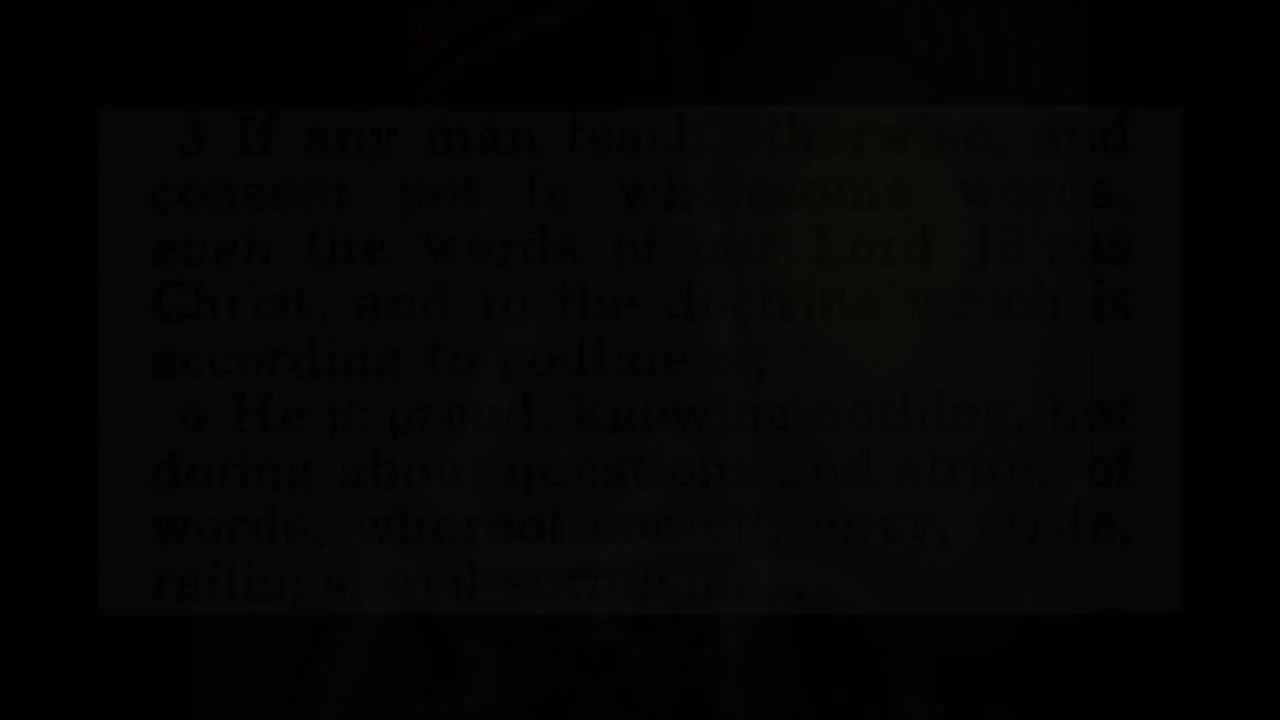 3 If any man teach otherwise, and
consent not to wholesome words,
even the words of our Lord Je sus
Christ, and to the doctrine which is
according to godliness,
4 He is proud, knowing nothing, but
doting about questions and strifes of
words, whereof cometh envy, strife,
railings, evil surmisings,